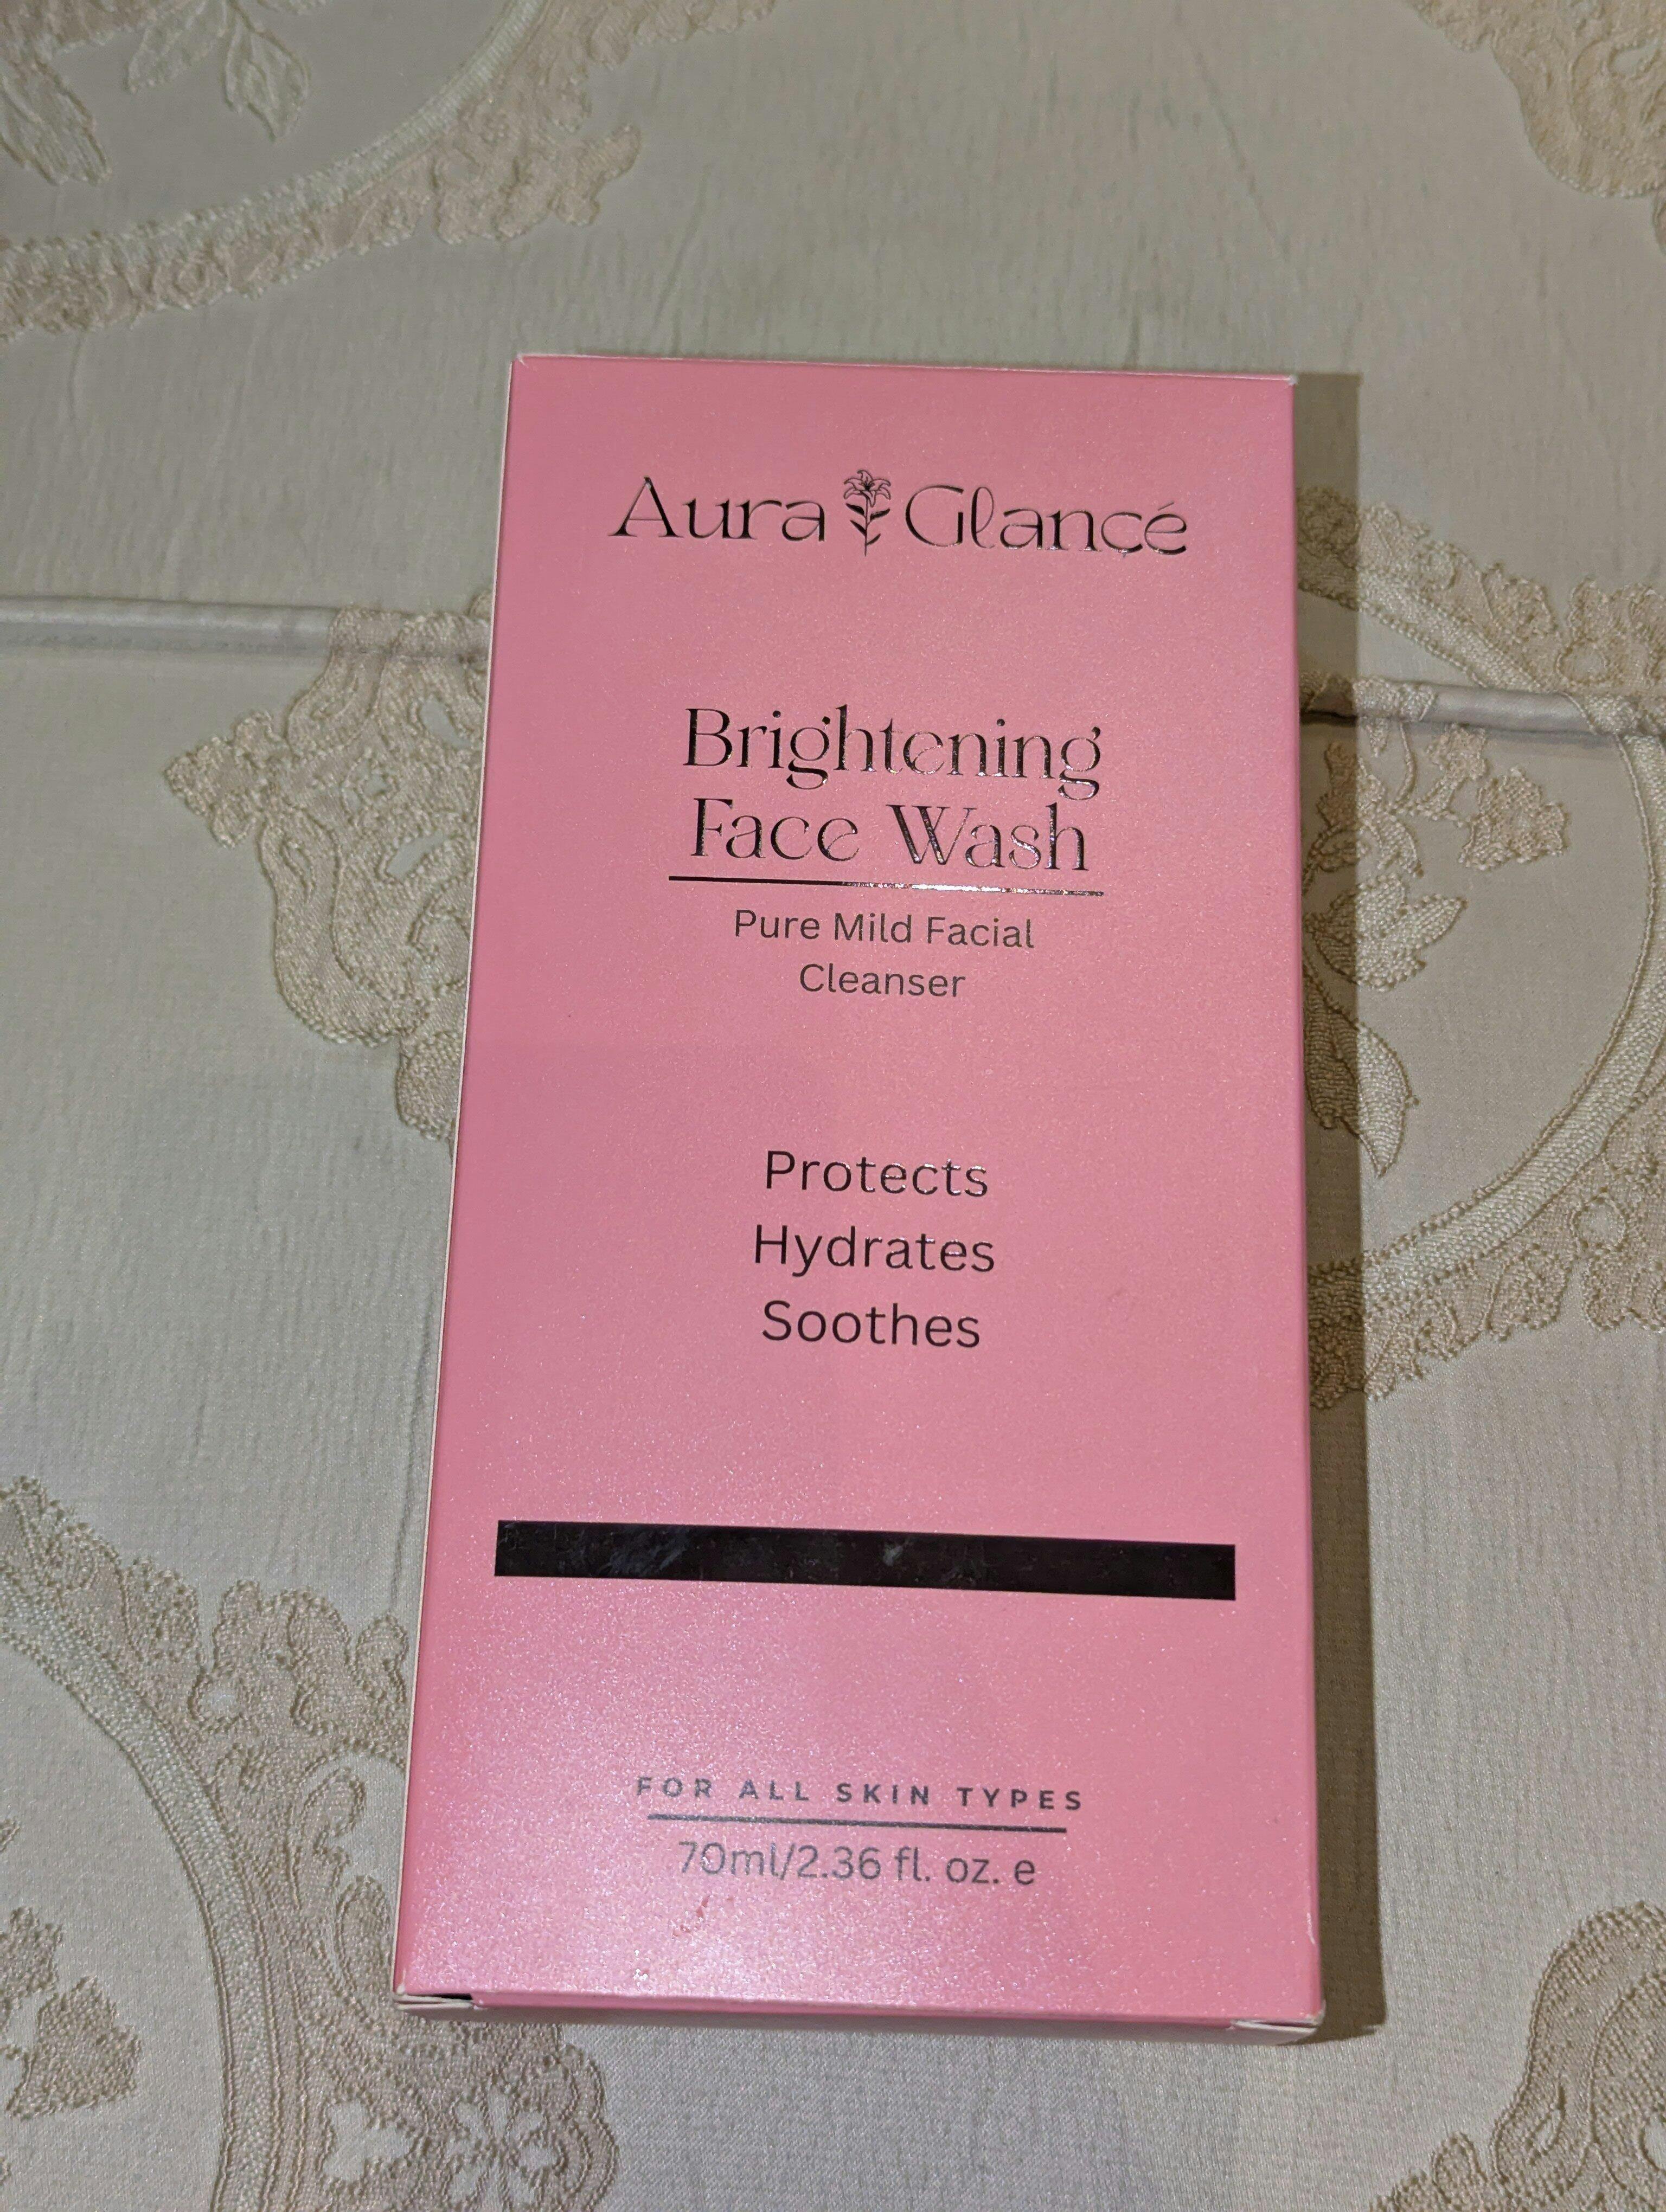 Aura Glancé
Brightening
Face Wash
Pure Mild Facial
Cleanser
Protects
Hydrates
Soothes
FOR ALL SKIN TYPES
70ml/2.36 fl. oz. e